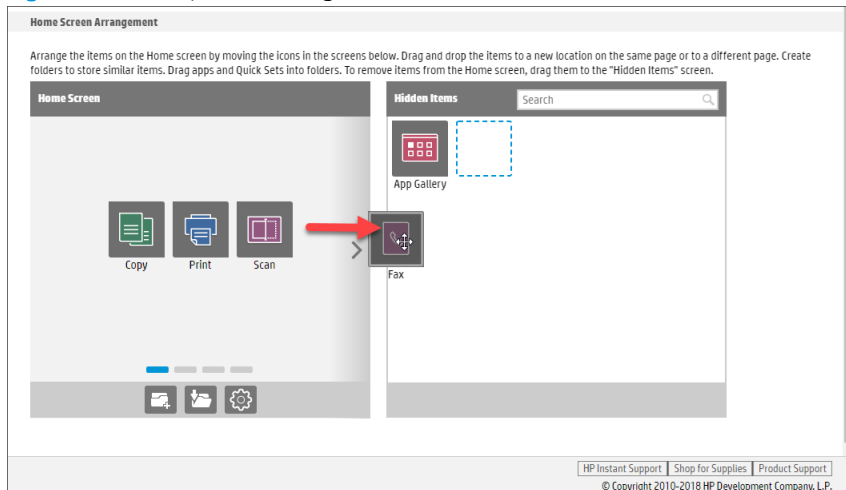 Home Screen Arrangement
Arrange the items on the Home screen by moving the icons in the screens below. Drag and drop the items to a new location on the same page or to a different page. Create
folders to store similar items. Drag apps and Quick Sets into folders. To remove items from the Home screen, drag them to the "Hidden Items" screen.
Home Screen
Hidden Items
Search
App Gallery
Copy
Print
Scan
Fax
HP Instant Support
Shop for Supplies
Product Support
© Copyright 2010-2018 HP Development Company, L.P.